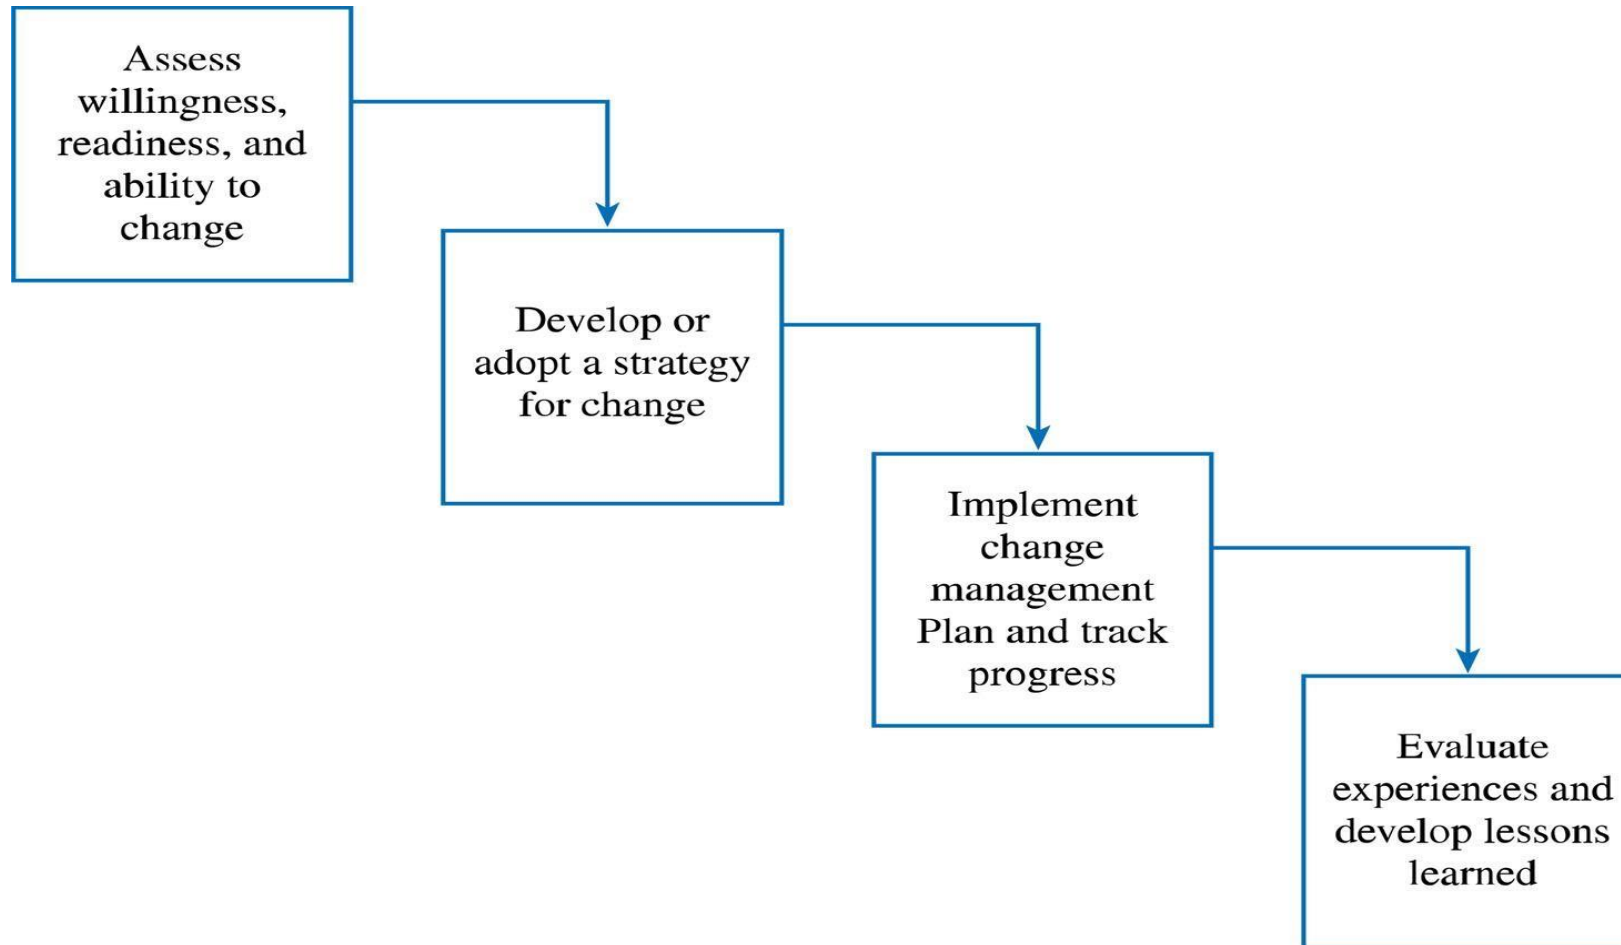 Assess
willingness,
readiness, and
ability to
change
Develop or
adopt a strategy
for change
Implement
change
management
Plan and track
progress
Evaluate
experiences and
develop lessons
learned